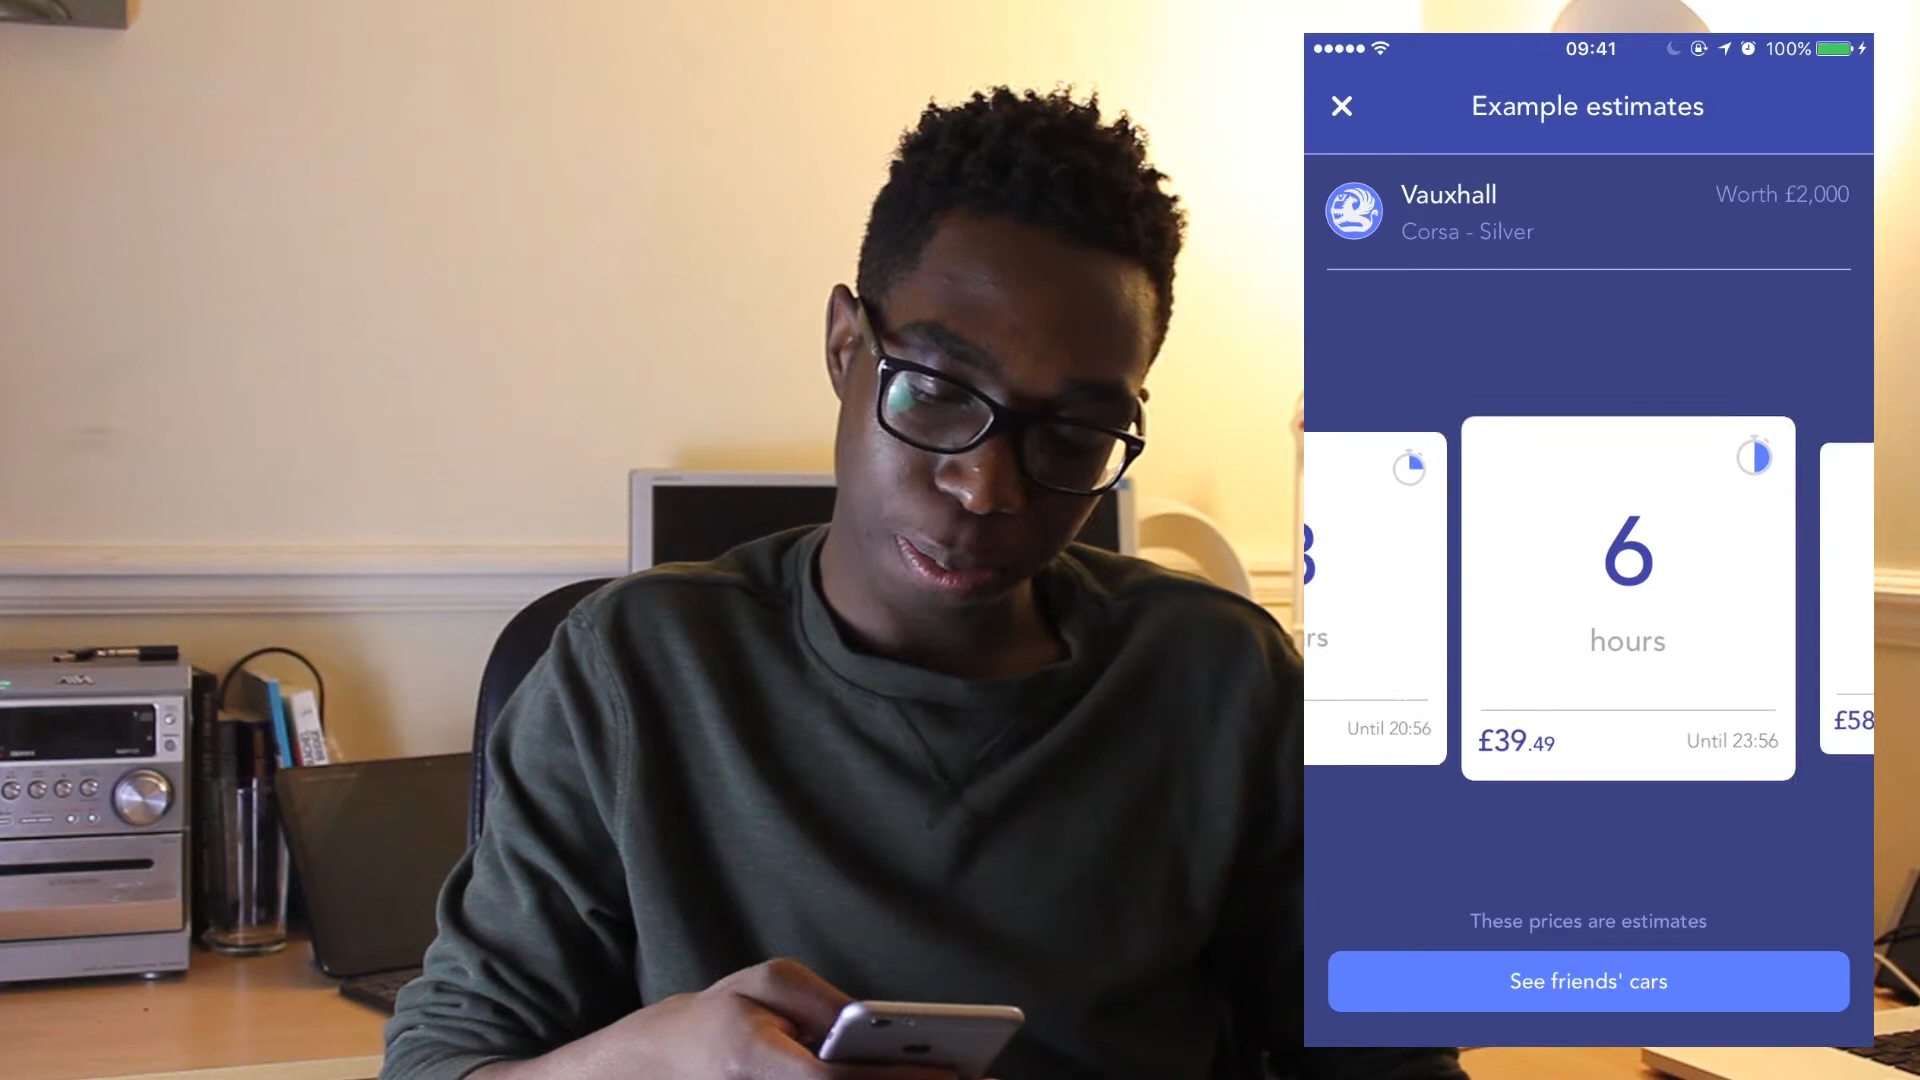 09:41
100%
Example estimates
Vauxhall
Worth £2,000
Corsa - Silver
6
hours
rs
£39.49
Until 23:56
Until 20:56
£58
These prices are estimates
See friends' cars